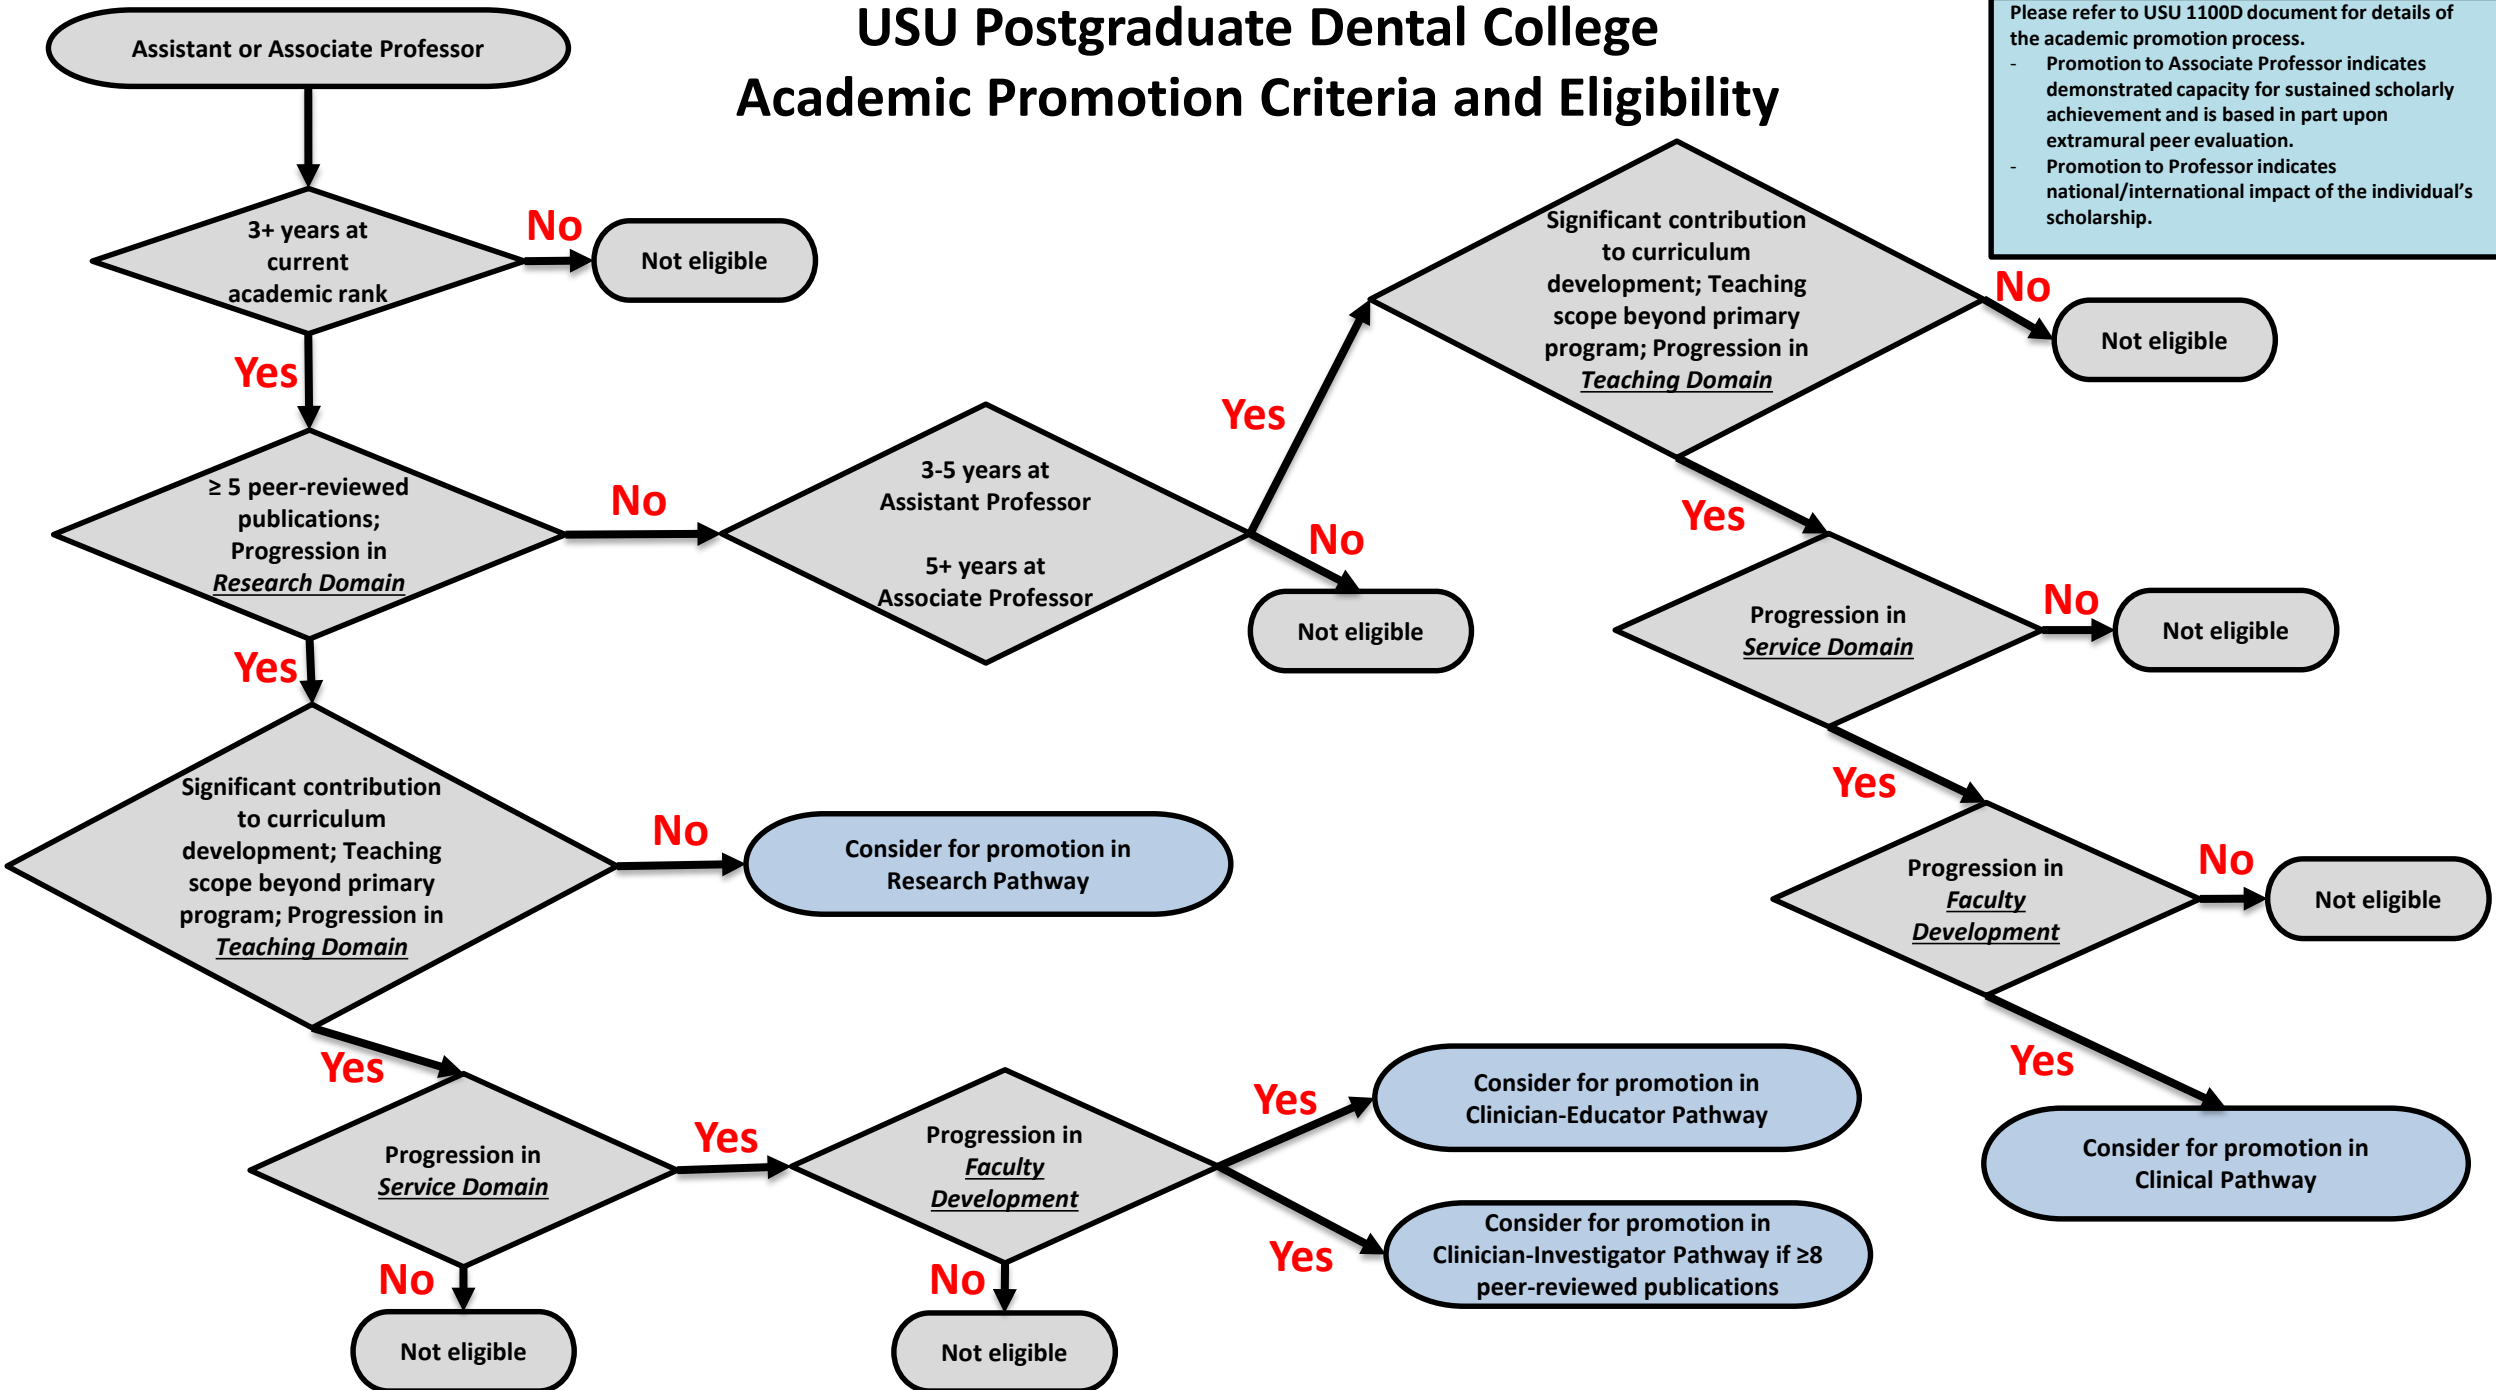 USU Postgraduate Dental College
Academic Promotion Criteria and Eligibility
Please refer to USU 1100D document for details of
the academic promotion process.
- Promotion to Associate Professor indicates
demonstrated capacity for sustained scholarly
achievement and is based in part upon
extramural peer evaluation.
- Promotion to Professor indicates
national/international impact of the individual's
scholarship.
Assistant or Associate Professor
3+ years at
current
academic rank
No
Not eligible
Yes
≥ 5 peer-reviewed
publications;
Progression in
Research Domain
No
3-5 years at
Assistant Professor
5+ years at
Associate Professor
Yes
No
Not eligible
Significant contribution
to curriculum
development; Teaching
scope beyond primary
program; Progression in
Teaching Domain
No
Not eligible
Yes
Progression in
Service Domain
No
Not eligible
Yes
Progression in
Faculty
Development
No
Not eligible
Yes
Consider for promotion in
Clinical Pathway
Yes
Significant contribution
to curriculum
development; Teaching
scope beyond primary
program; Progression in
Teaching Domain
No
Consider for promotion in
Research Pathway
Yes
Progression in
Service Domain
No
Not eligible
Yes
Progression in
Faculty
Development
No
Not eligible
Yes
Consider for promotion in
Clinician-Educator Pathway
Yes
Consider for promotion in
Clinician-Investigator Pathway if ≥8
peer-reviewed publications